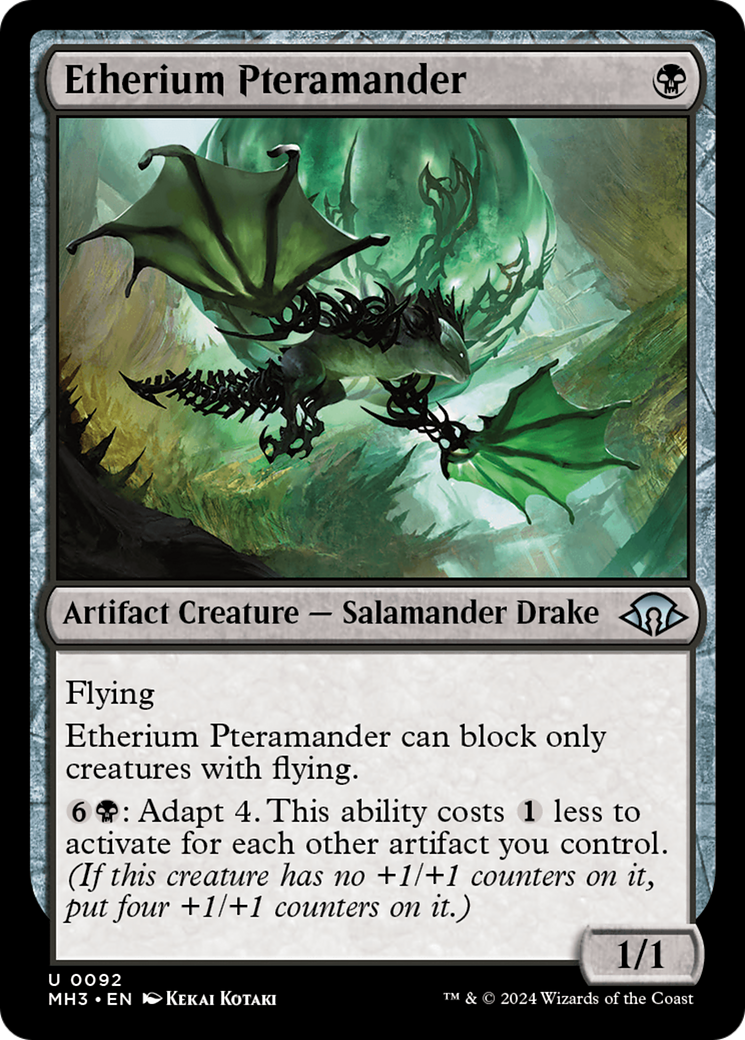 Etherium Pteramander
Artifact Creature — Salamander Drake
Flying
Etherium Pteramander can block only
creatures with flying.
6 : Adapt 4. This ability costs 1 less to
activate for each other artifact you control.
(If this creature has no +1/+1 counters on it,
put four +1/+1 counters on it.)
1/1
U 0092
MH3 • EN Kekai Kotaki
™ & © 2024 Wizards of the Coast